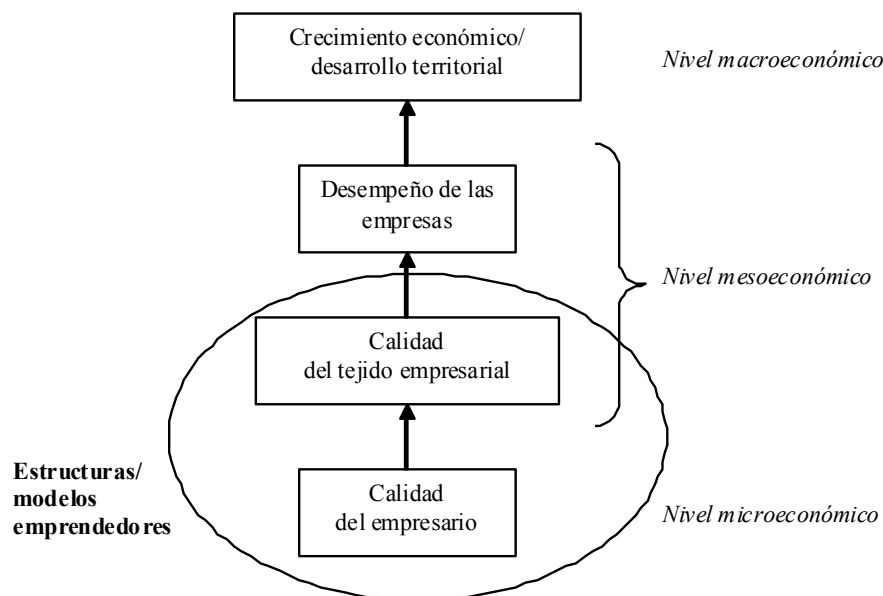 Crecimiento económico/
desarrollo territorial
Nivel macroeconómico
Desempeño de las
empresas
Nivel mesoeconómico
Calidad
del tejido empresarial
Estructuras/
modelos
emprendedores
Calidad
del empresario
Nivel microeconómico